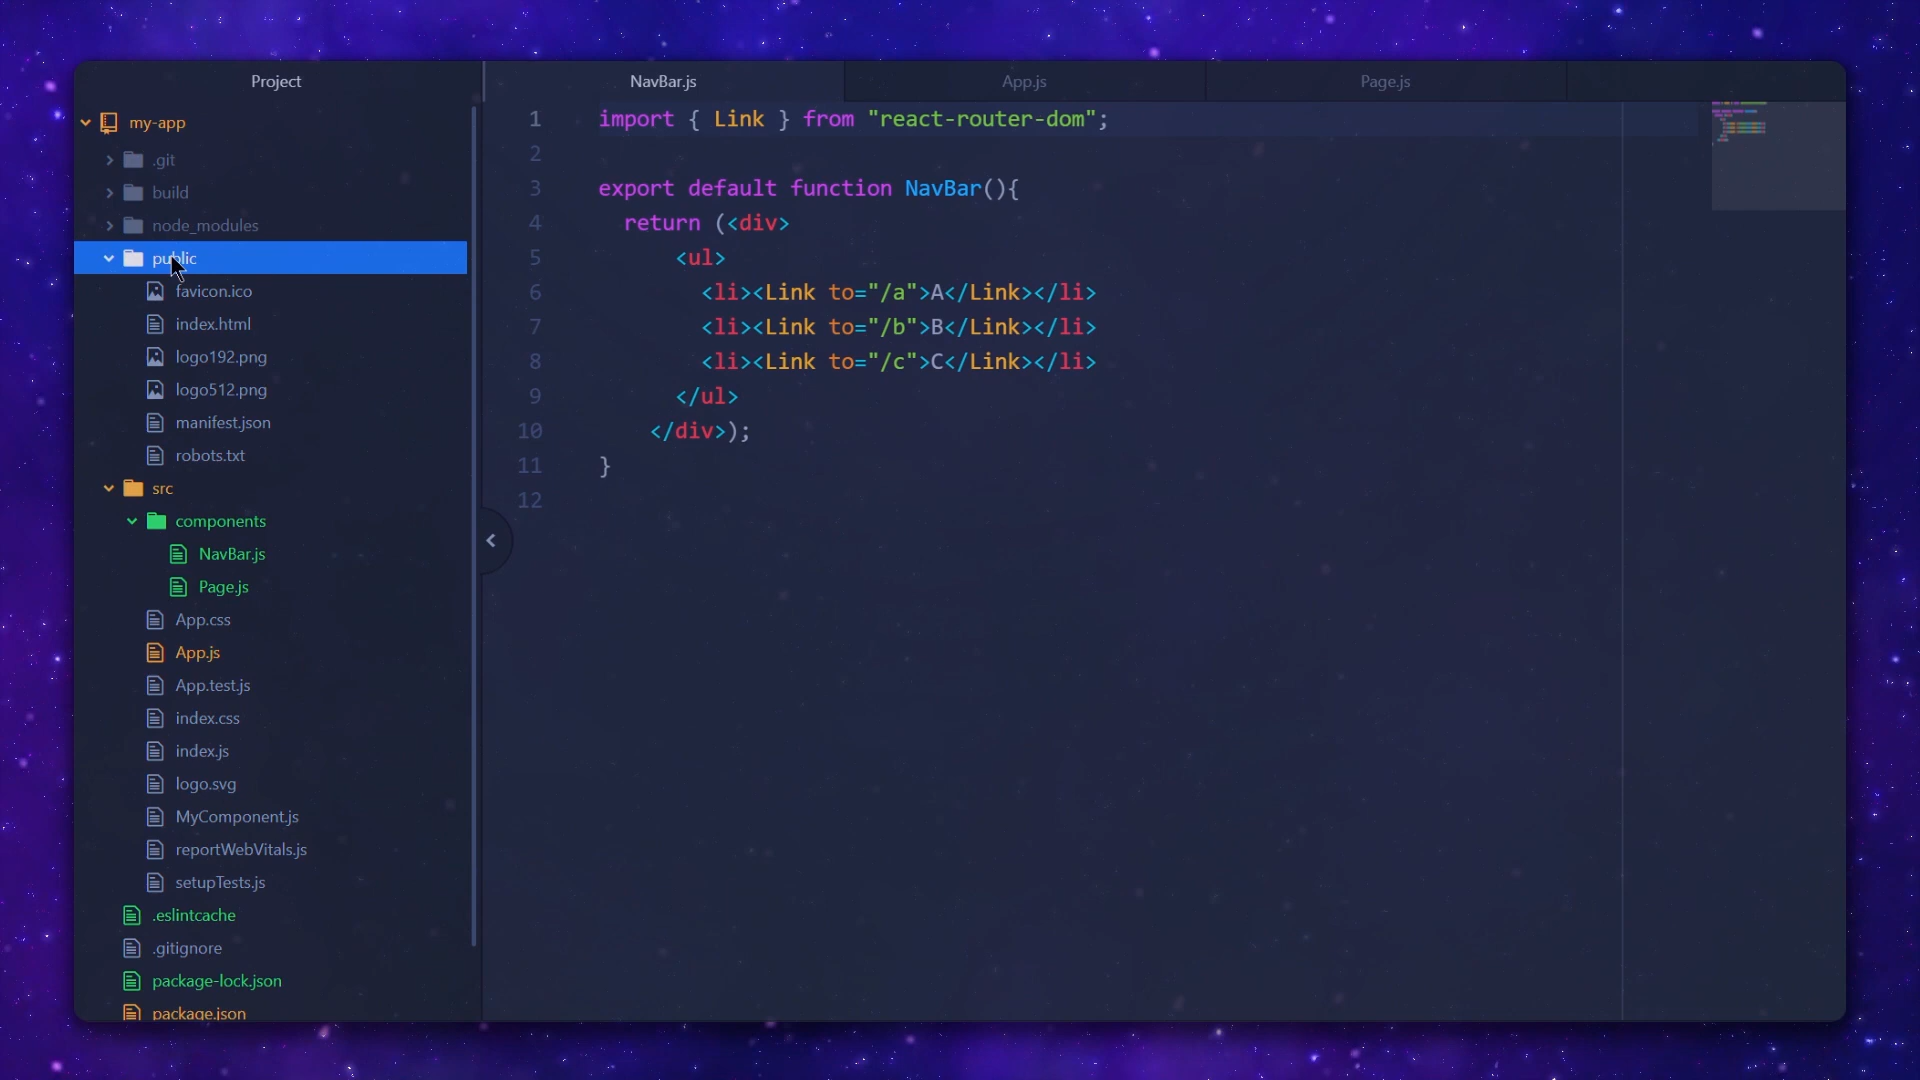 Project
my-app
.git
build
node_modules
public
favicon.ico
index.html
logo192.png
logo512.png
manifest.json
robots.txt
src
components
NavBar.js
Page.js
App.css
App.js
App.test.js
index.css
index.js
logo.svg
MyComponent.js
reportWebVitals.js
setupTests.js
.eslintcache
.gitignore
package-lock.json
package.json
NavBar.js App.js Page.js
1 import { Link } from "react-router-dom";
2
3 export default function NavBar(){
4   return (<div>
5       <ul>
6         <li><Link to="/a">A</Link></li>
7         <li><Link to="/b">B</Link></li>
8         <li><Link to="/c">C</Link></li>
9       </ul>
10     </div>);
11 }
12